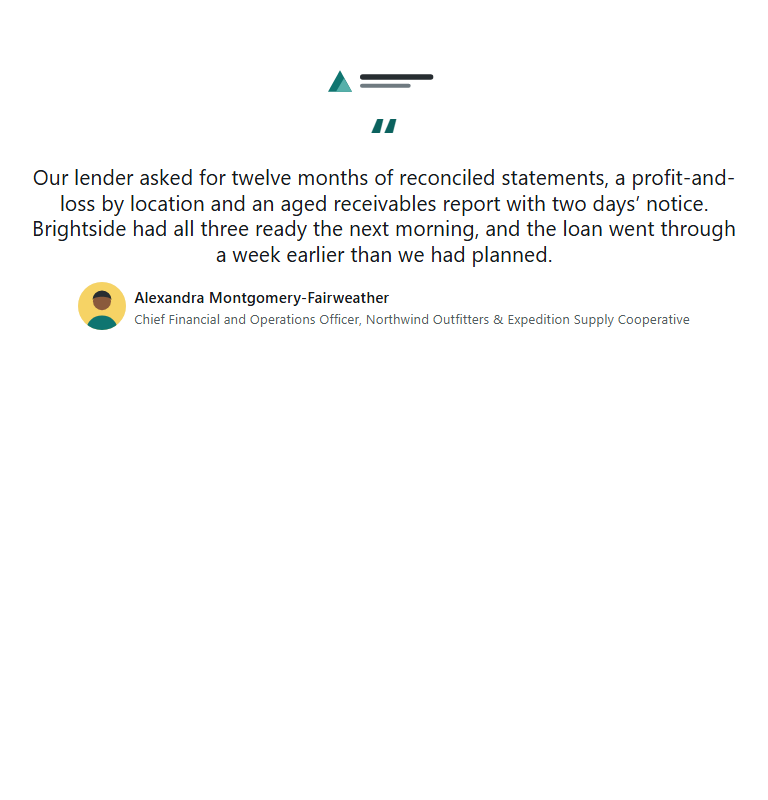 “
Our lender asked for twelve months of reconciled statements, a profit-and-
loss by location and an aged receivables report with two days’ notice.
Brightside had all three ready the next morning, and the loan went through
a week earlier than we had planned.
Alexandra Montgomery-Fairweather
Chief Financial and Operations Officer, Northwind Outfitters & Expedition Supply Cooperative